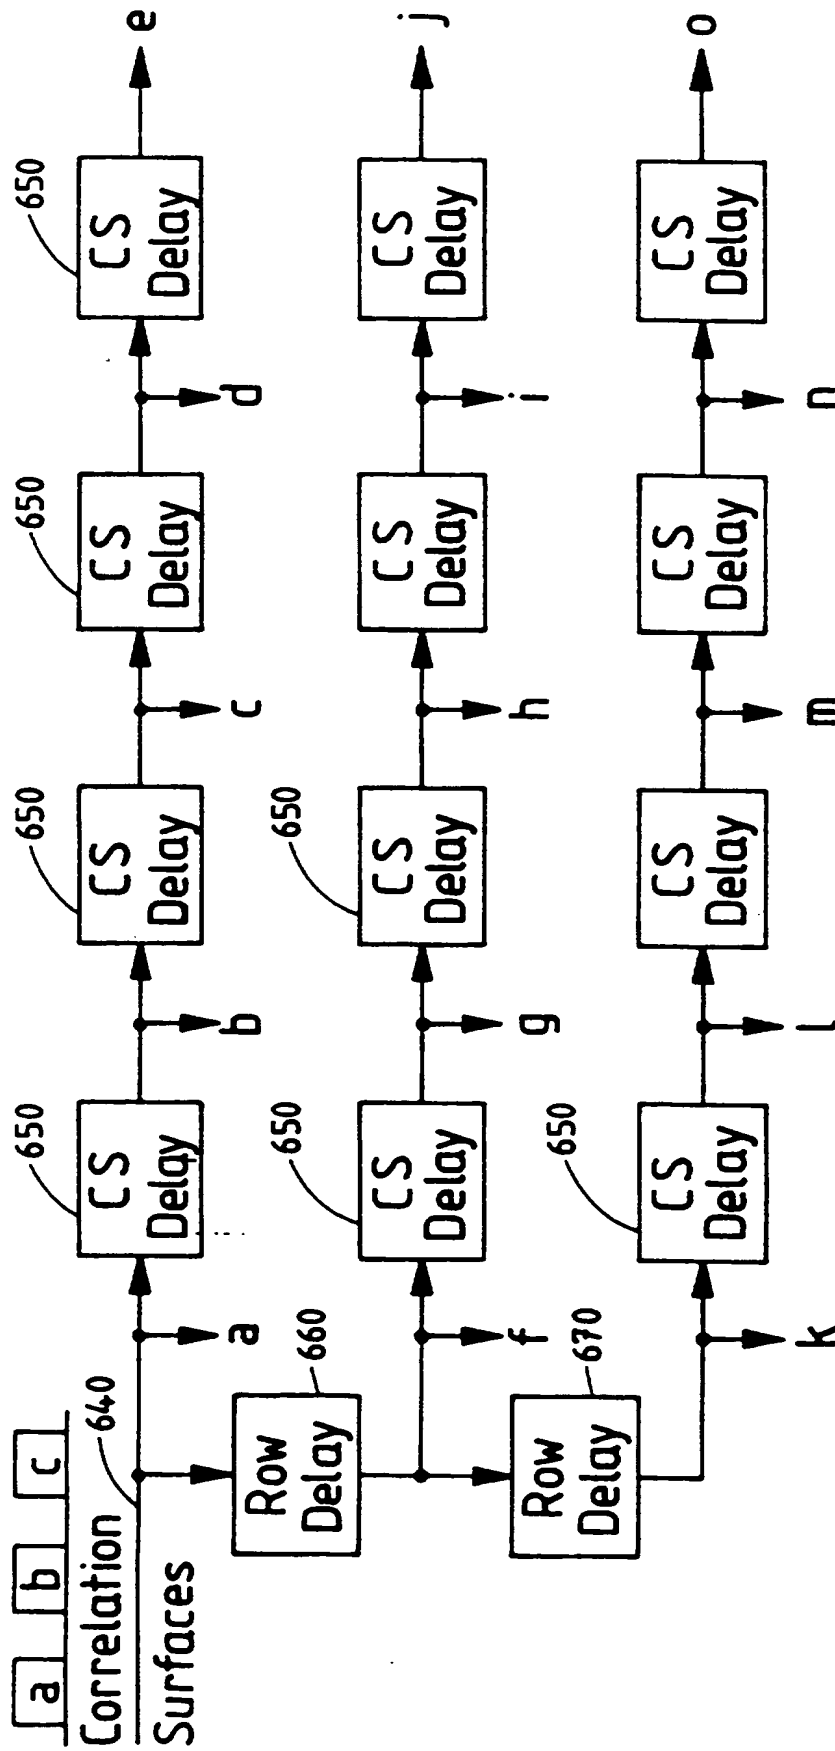 a b c
Correlation
Surfaces
640
650 650 650 650
CS Delay CS Delay CS Delay CS Delay
a b c d e
660
Row Delay
650 650
CS Delay CS Delay CS Delay CS Delay
f g h i j
670
Row Delay
650
CS Delay CS Delay CS Delay CS Delay
k l m n o